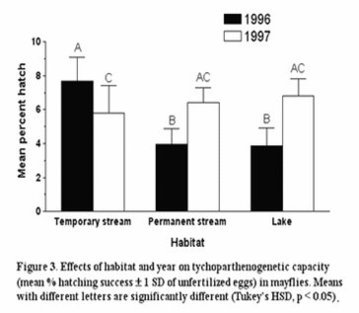 1996
1997
10
8
6
4
2
0
Mean percent hatch
A
C
B
AC
B
AC
Temporary stream
Permanent stream
Lake
Habitat
Figure 3. Effects of habitat and year on tychoparthenogenetic capacity
(mean % hatching success ± 1 SD of unfertilized eggs) in mayflies. Means
with different letters are significantly different (Tukey's HSD, p < 0.05).